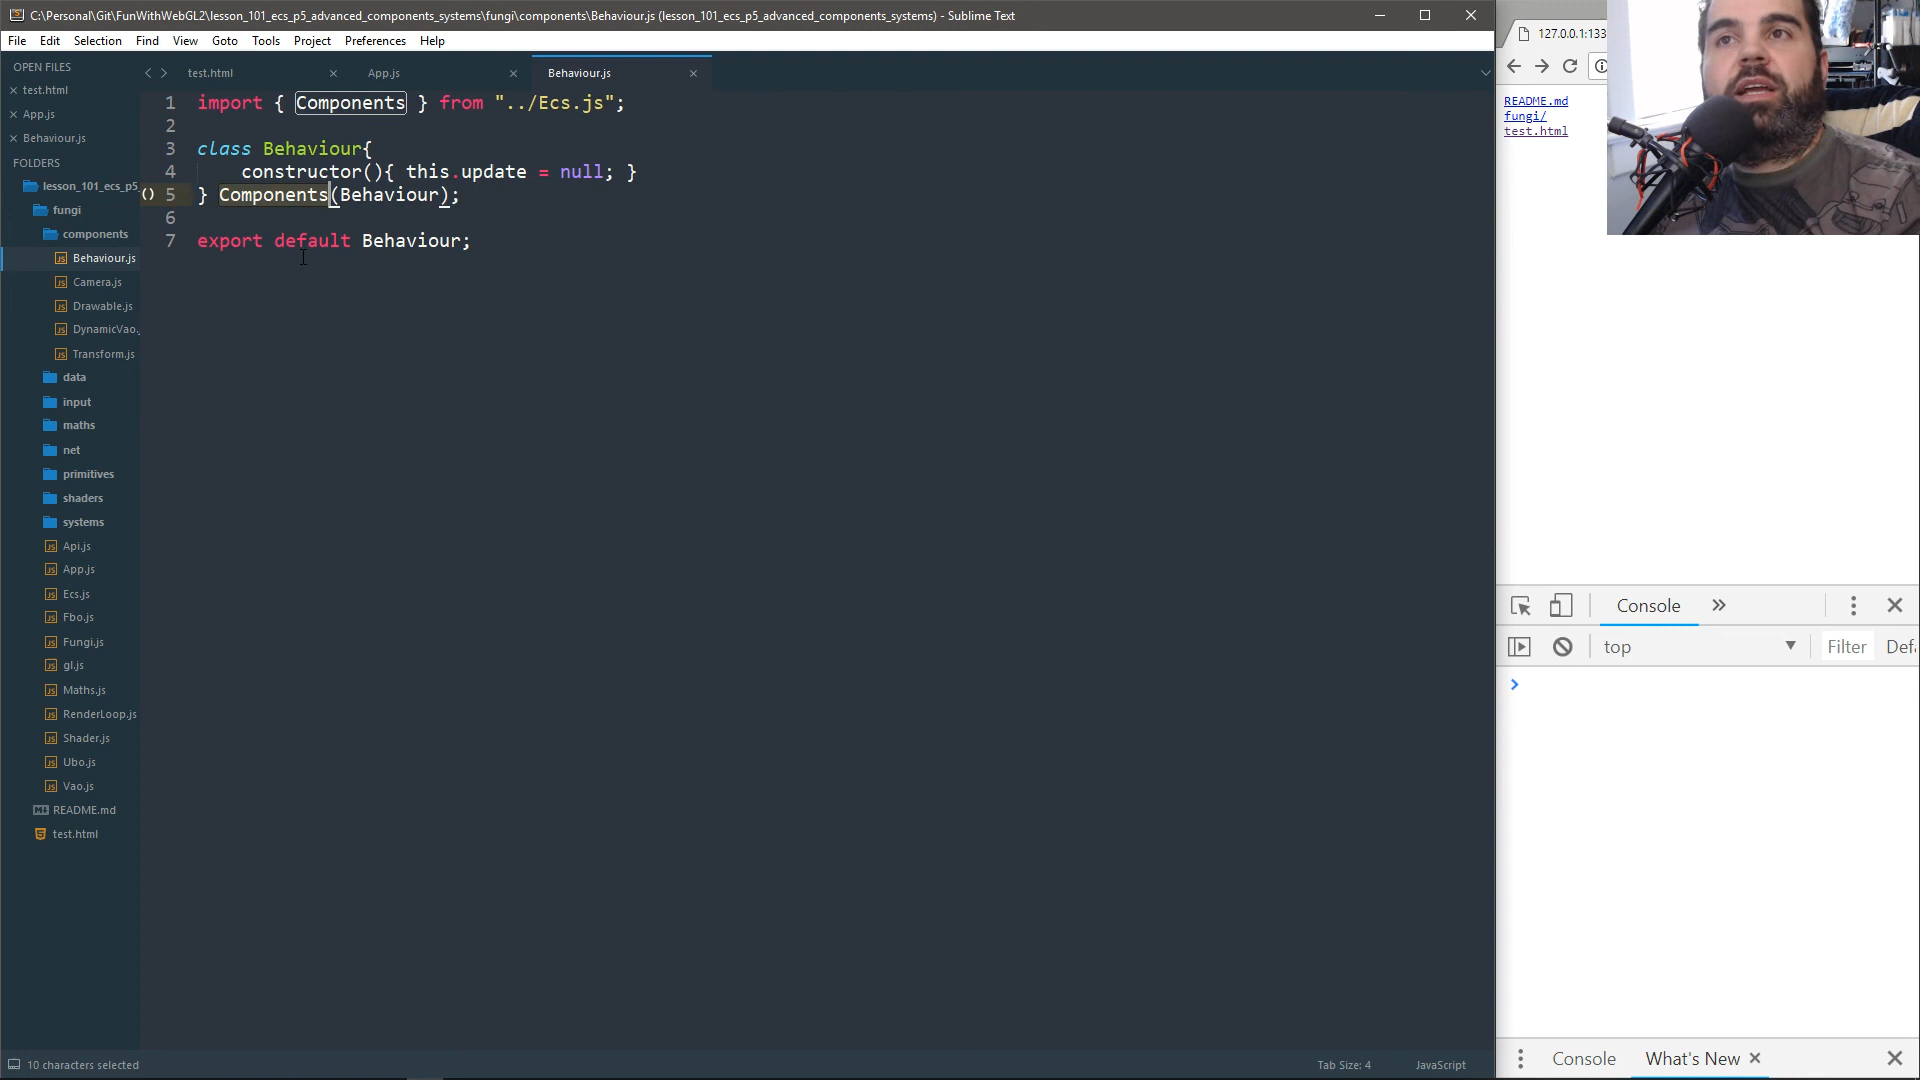 C:\Personal\Git\FunWithWebGL2\lesson_101_ecs_p5_advanced_components_systems\fungi\components\Behaviour.js (lesson_101_ecs_p5_advanced_components_systems) - Sublime Text
File Edit Selection Find View Goto Tools Project Preferences Help
OPEN FILES
test.html
App.js
Behaviour.js
FOLDERS
lesson_101_ecs_p5_
fungi
components
Behaviour.js
Camera.js
Drawable.js
DynamicVao.
Transform.js
data
input
maths
net
primitives
shaders
systems
Api.js
App.js
Ecs.js
Fbo.js
Fungi.js
gl.js
Maths.js
RenderLoop.js
Shader.js
Ubo.js
Vao.js
README.md
test.html
test.html App.js Behaviour.js
1 import { Components } from "../Ecs.js";
2
3 class Behaviour{
4 constructor(){ this.update = null; }
5 } Components(Behaviour);
6
7 export default Behaviour;
10 characters selected
Tab Size: 4 JavaScript
127.0.0.1:133
README.md
fungi/
test.html
Console
top Filter Defa
Console What's New